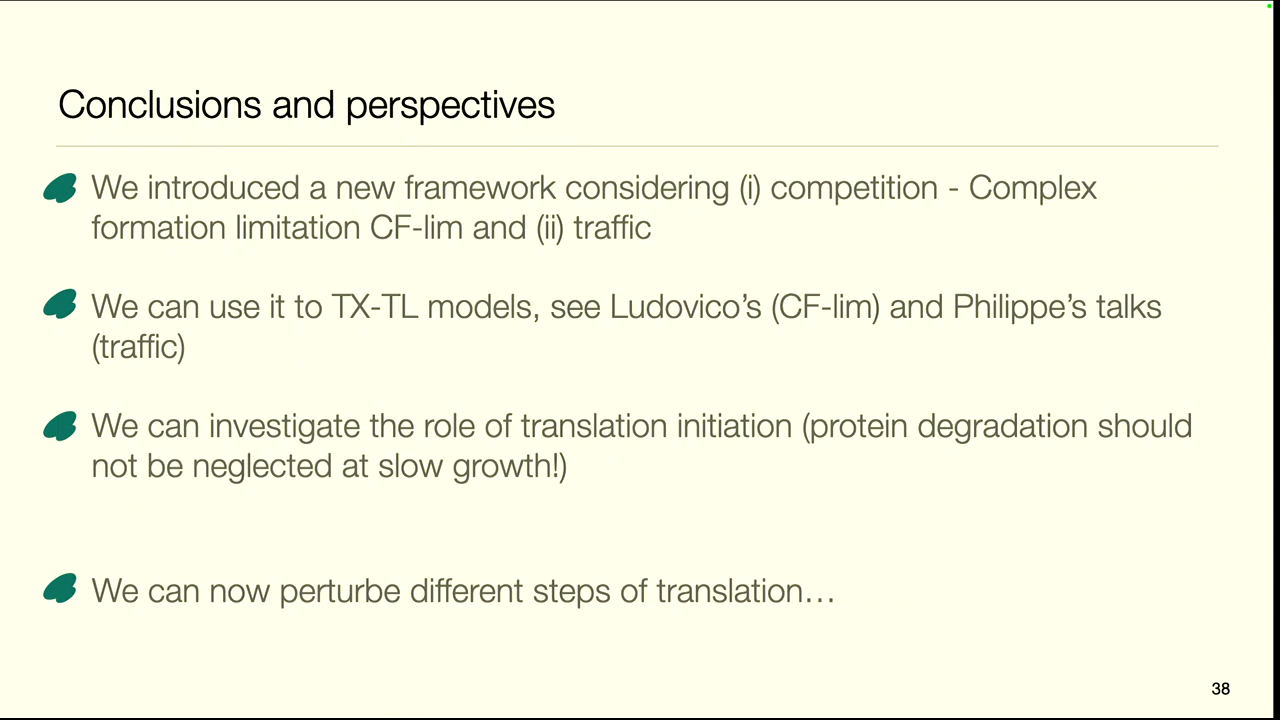 Conclusions and perspectives
We introduced a new framework considering (i) competition - Complex
formation limitation CF-lim and (ii) traffic
We can use it to TX-TL models, see Ludovico’s (CF-lim) and Philippe’s talks
(traffic)
We can investigate the role of translation initiation (protein degradation should
not be neglected at slow growth!)
We can now perturbe different steps of translation…
38